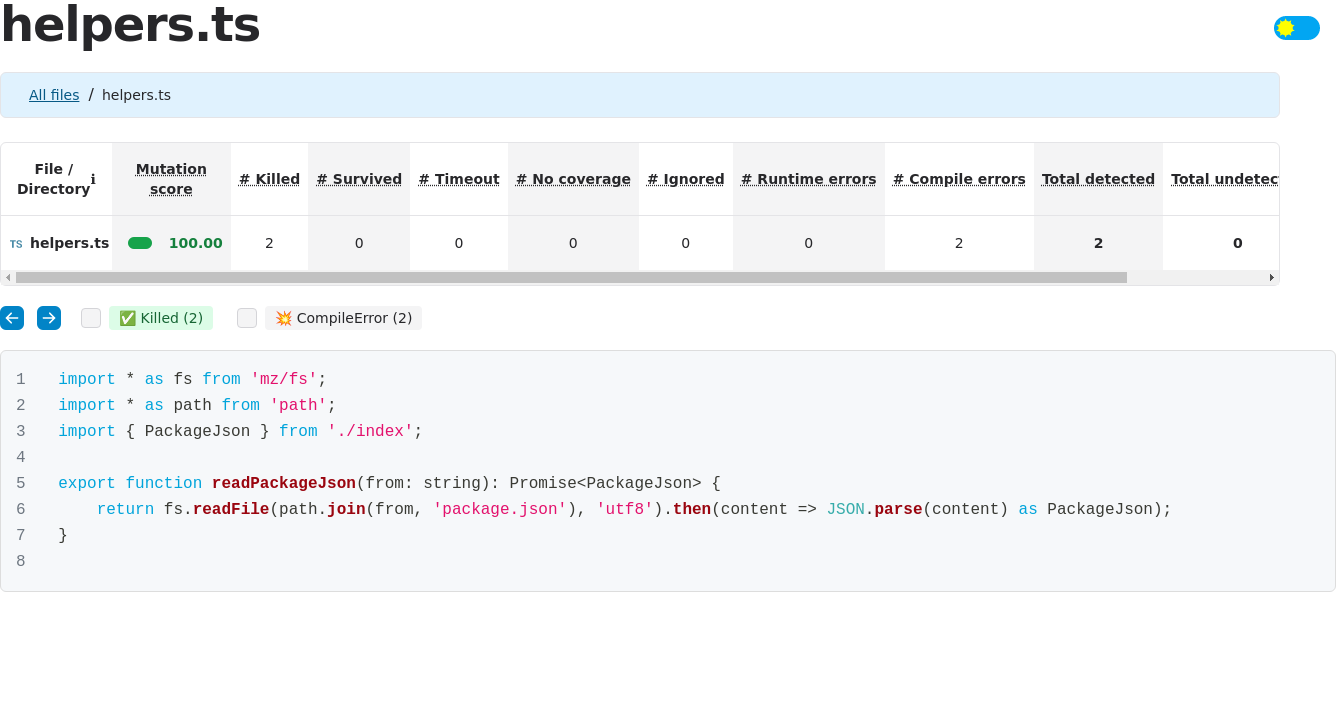 helpers.ts
All files / helpers.ts
File / Directory ℹ Mutation score # Killed # Survived # Timeout # No coverage # Ignored # Runtime errors # Compile errors Total detected Total undetec
TS helpers.ts 100.00 2 0 0 0 0 0 2 2 0
✅ Killed (2) 💥 CompileError (2)
1 import * as fs from 'mz/fs';
2 import * as path from 'path';
3 import { PackageJson } from './index';
4
5 export function readPackageJson(from: string): Promise<PackageJson> {
6     return fs.readFile(path.join(from, 'package.json'), 'utf8').then(content => JSON.parse(content) as PackageJson);
7 }
8